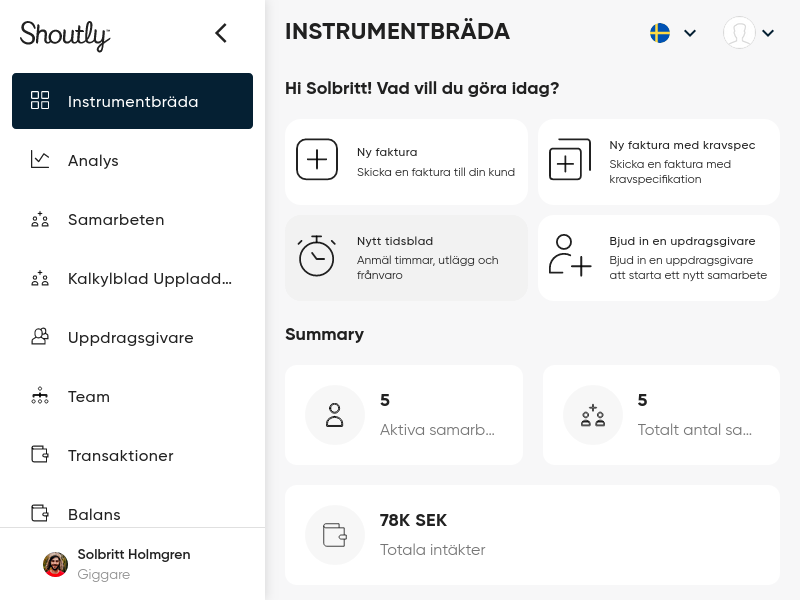 Shoutly
Instrumentbräda
Analys
Samarbeten
Kalkylblad Uppladd...
Uppdragsgivare
Team
Transaktioner
Balans
Solbritt Holmgren
Giggare
INSTRUMENTBRÄDA
Hi Solbritt! Vad vill du göra idag?
Ny faktura
Skicka en faktura till din kund
Ny faktura med kravspec
Skicka en faktura med
kravspecifikation
Nytt tidsblad
Anmäl timmar, utlägg och
frånvaro
Bjud in en updragsgivare
Bjud in en uppdragsgivare
att starta ett nytt samarbete
Summary
5
Aktiva samarb...
5
Totalt antal sa...
78K SEK
Totala intäkter